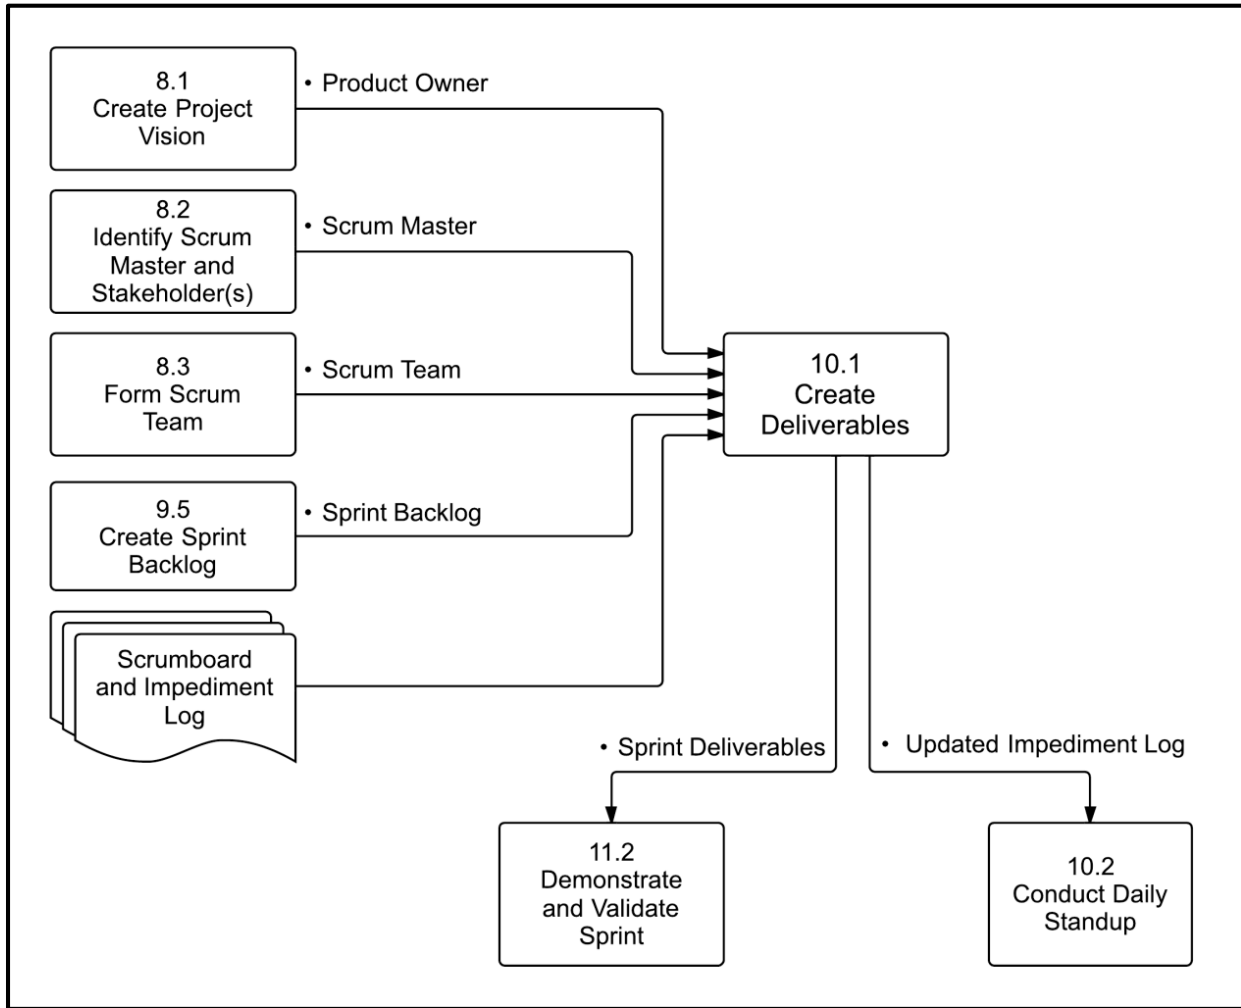 8.1
Create Project
Vision
• Product Owner
8.2
Identify Scrum
Master and
Stakeholder(s)
• Scrum Master
8.3
Form Scrum
Team
• Scrum Team
9.5
Create Sprint
Backlog
• Sprint Backlog
Scrumboard
and Impediment
Log
10.1
Create
Deliverables
• Sprint Deliverables
• Updated Impediment Log
11.2
Demonstrate
and Validate
Sprint
10.2
Conduct Daily
Standup